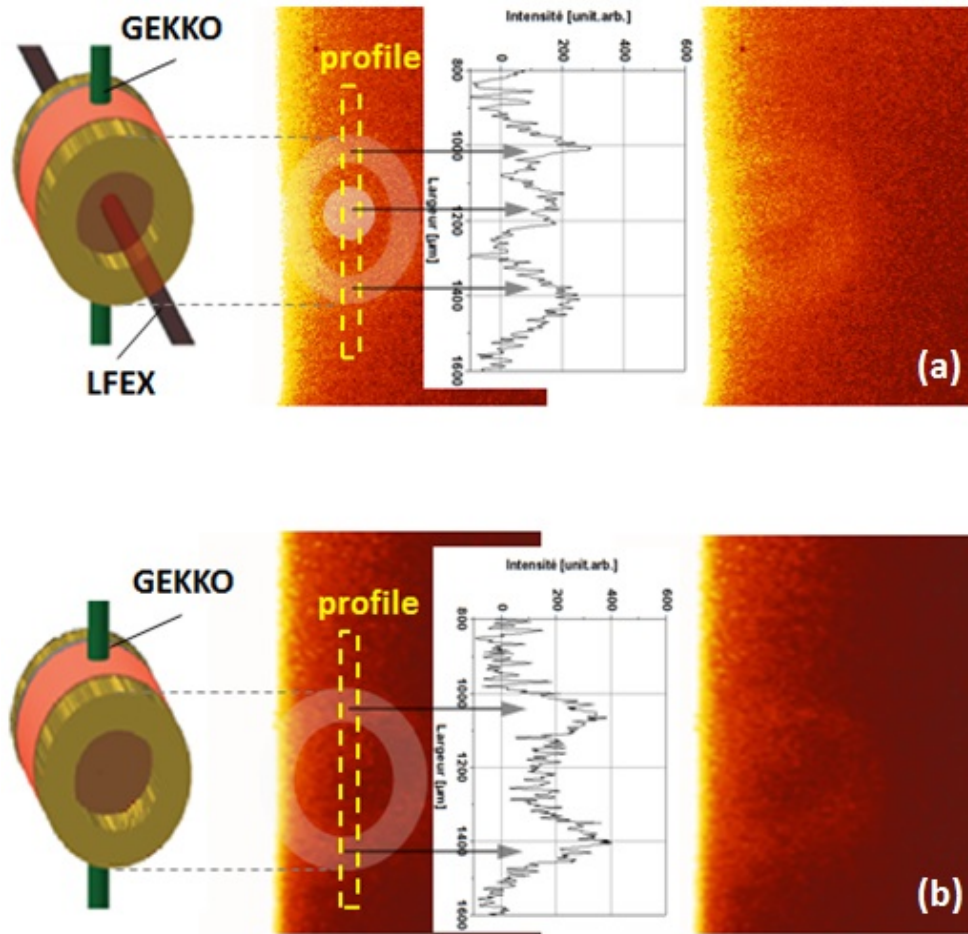 GEKKO
LFEX
profile
Intensité [unit.arb.]
0
200
400
600
800
1000
1200
1400
1600
Largeur [µm]
(a)
GEKKO
profile
Intensité [unit.arb.]
0
200
400
600
800
1000
1200
1400
1600
Largeur [µm]
(b)